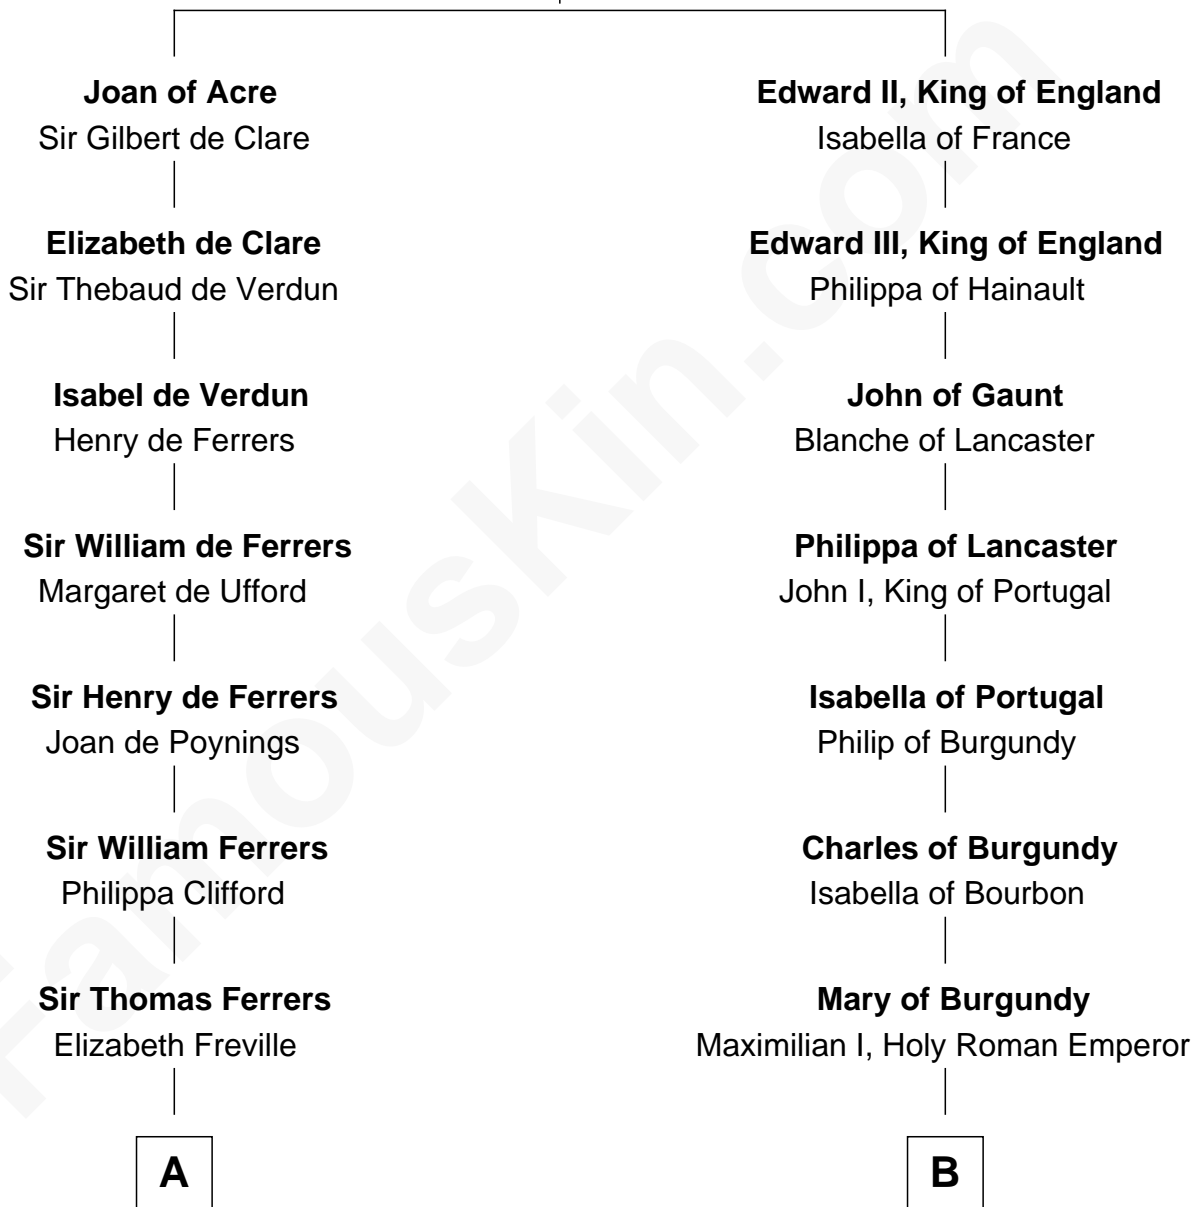 Joan of Acre
Sir Gilbert de Clare
Elizabeth de Clare
Sir Thebaud de Verdun
Isabel de Verdun
Henry de Ferrers
Sir William de Ferrers
Margaret de Ufford
Sir Henry de Ferrers
Joan de Poynings
Sir William Ferrers
Philippa Clifford
Sir Thomas Ferrers
Elizabeth Freville
A
Edward II, King of England
Isabella of France
Edward III, King of England
Philippa of Hainault
John of Gaunt
Blanche of Lancaster
Philippa of Lancaster
John I, King of Portugal
Isabella of Portugal
Philip of Burgundy
Charles of Burgundy
Isabella of Bourbon
Mary of Burgundy
Maximilian I, Holy Roman Emperor
B
FamousKin.com